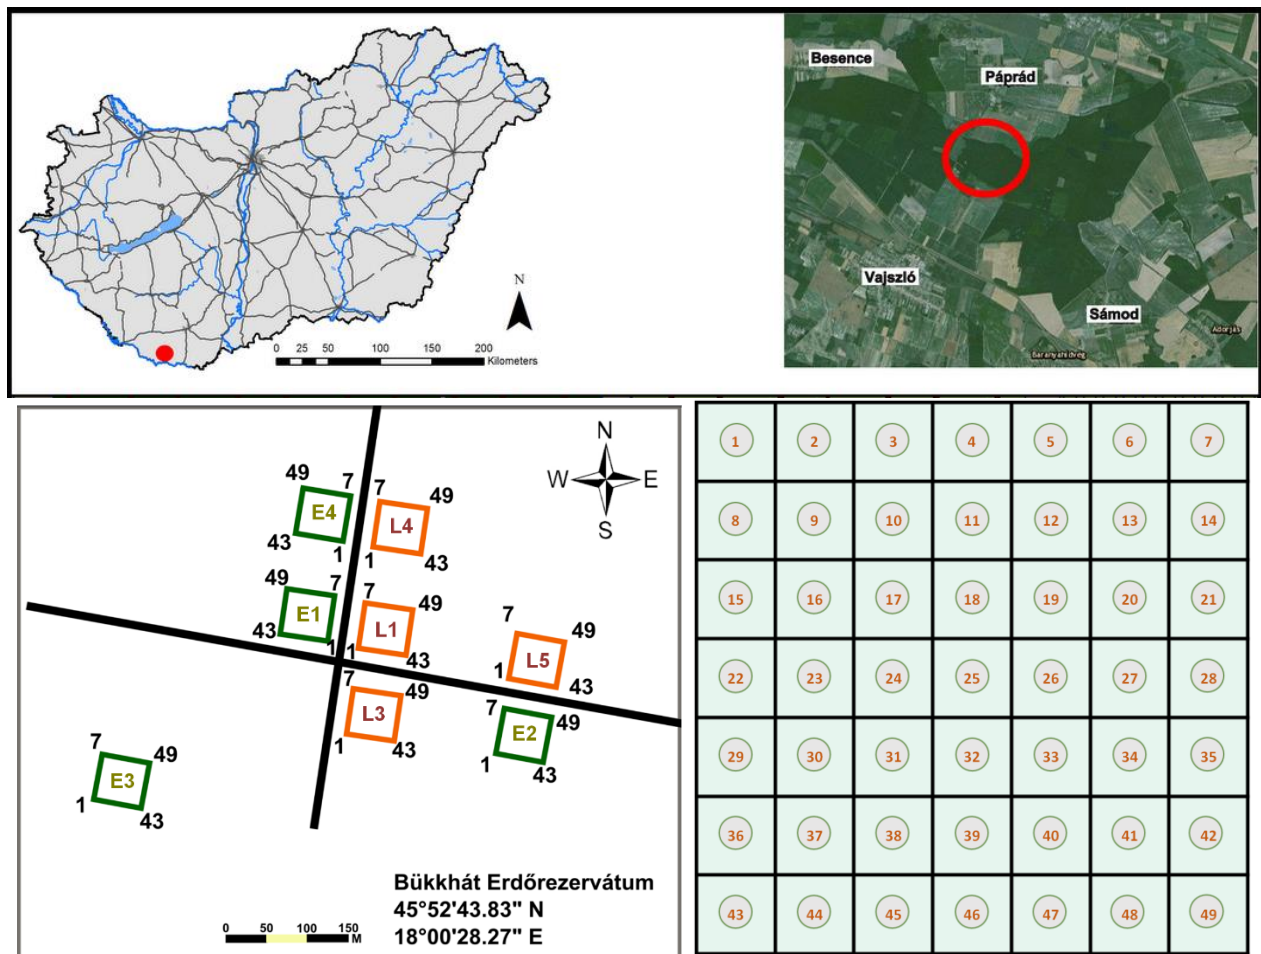 N
0 25 50 100 150 200
Kilometers
Besence
Páprád
Vajszló
Sámod
Adorjás
N
W E
S
49 7
E4
43 1
7 49
L4
1 43
49 7
E1
43 1
7 49
L1
1 43
7 49
L5
1 43
7 49
L3
1 43
7 49
E2
1 43
7 49
E3
1 43
Bükkhát Erdőrezervátum
45°52'43.83" N
18°00'28.27" E
0 50 100 150
M
1 2 3 4 5 6 7
8 9 10 11 12 13 14
15 16 17 18 19 20 21
22 23 24 25 26 27 28
29 30 31 32 33 34 35
36 37 38 39 40 41 42
43 44 45 46 47 48 49